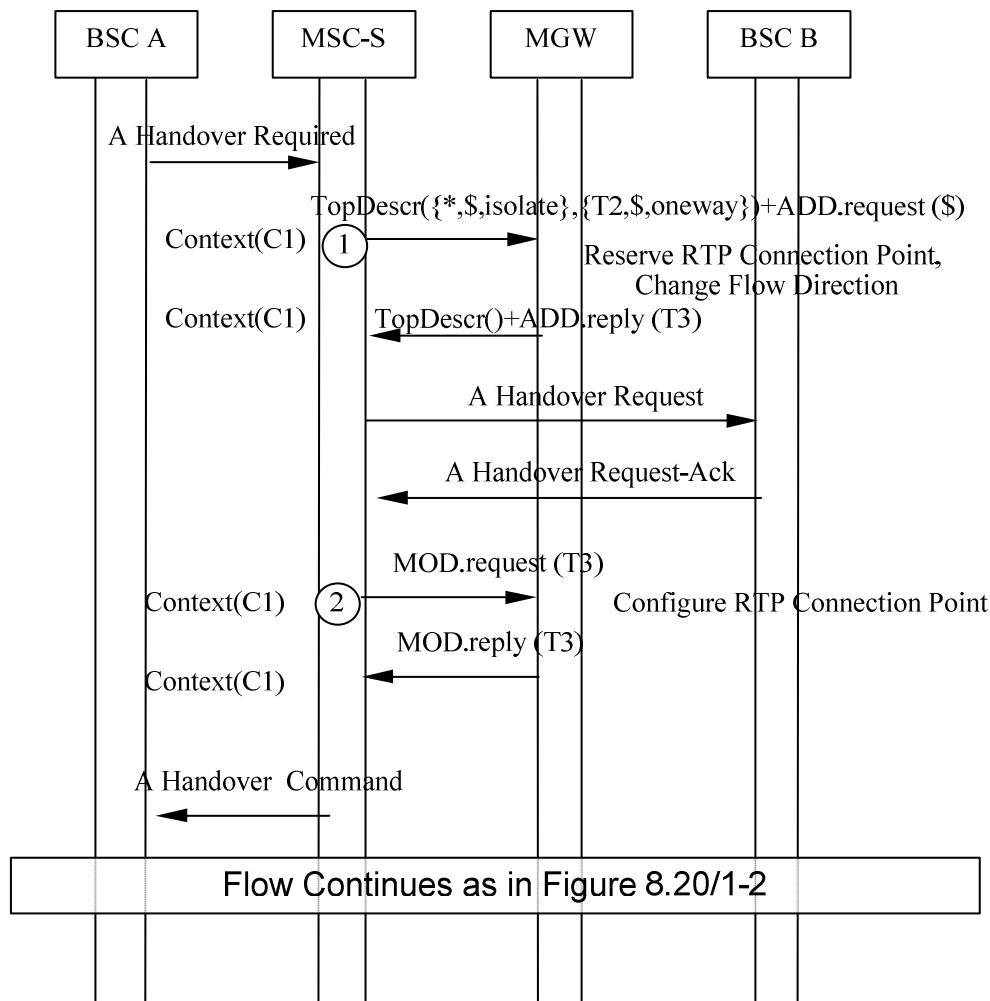 BSC A
MSC-S
MGW
BSC B
A Handover Required
TopDescr({*,$,isolate},{T2,$,oneway})+ADD.request ($)
Context(C1)
1
Reserve RTP Connection Point,
Change Flow Direction
Context(C1)
TopDescr()+ADD.reply (T3)
A Handover Request
A Handover Request-Ack
MOD.request (T3)
Context(C1)
2
Configure RTP Connection Point
MOD.reply (T3)
Context(C1)
A Handover Command
Flow Continues as in Figure 8.20/1-2